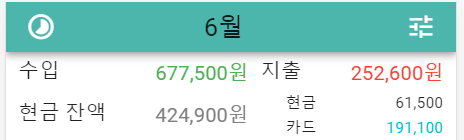 6월
수입 677,500원 지출 252,600원
현금 61,500
현금 잔액 424,900원
카드 191,100